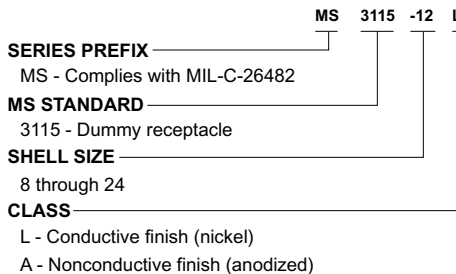 MS 3115 -12 L
SERIES PREFIX
MS - Complies with MIL-C-26482
MS STANDARD
3115 - Dummy receptacle
SHELL SIZE
8 through 24
CLASS
L - Conductive finish (nickel)
A - Nonconductive finish (anodized)